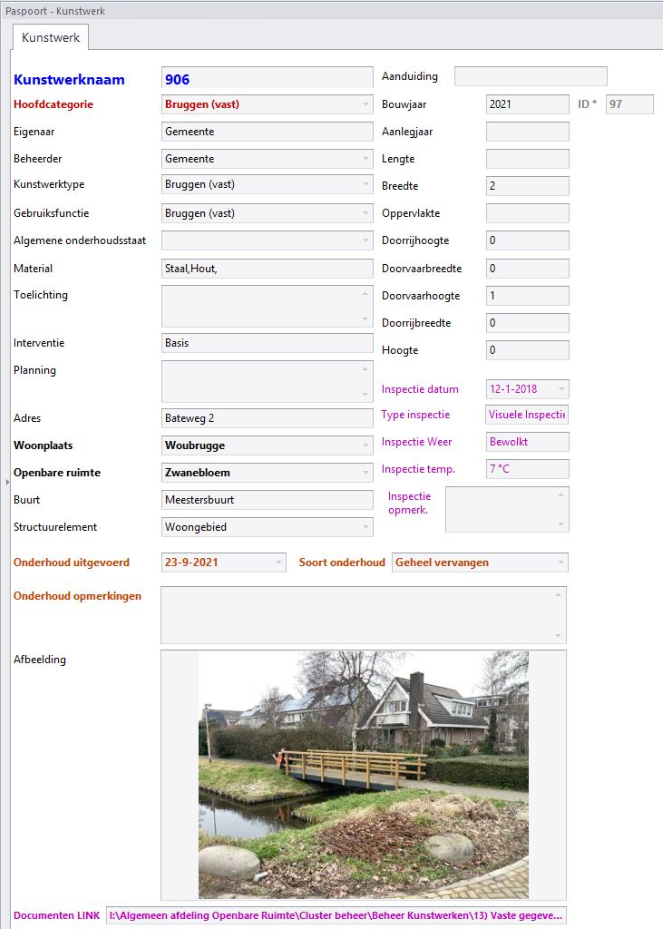 Paspoort - Kunstwerk
Kunstwerk
Kunstwerknaam 906 Aanduiding
Hoofdcategorie Bruggen (vast) Bouwjaar 2021 ID * 97
Eigenaar Gemeente Aanlegjaar
Beheerder Gemeente Lengte
Kunstwerktype Bruggen (vast) Breedte 2
Gebruiksfunctie Bruggen (vast) Oppervlakte
Algemene onderhoudsstaat Doorrijhoogte 0
Material Staal,Hout, Doorvaarbreedte 0
Toelichting Doorvaarhoogte 1
Doorrijbreedte 0
Interventie Basis Hoogte 0
Planning
Inspectie datum 12-1-2018
Adres Bateweg 2 Type inspectie Visuele Inspectie
Woonplaats Woubrugge Inspectie Weer Bewolkt
Openbare ruimte Zwanebloem Inspectie temp. 7 °C
Buurt Meestersbuurt Inspectie
opmerk.
Structuurelement Woongebied
Onderhoud uitgevoerd 23-9-2021 Soort onderhoud Geheel vervangen
Onderhoud opmerkingen
Afbeelding
Documenten LINK I:\Algemeen afdeling Openbare Ruimte\Cluster beheer\Beheer Kunstwerken\13) Vaste gegeve...